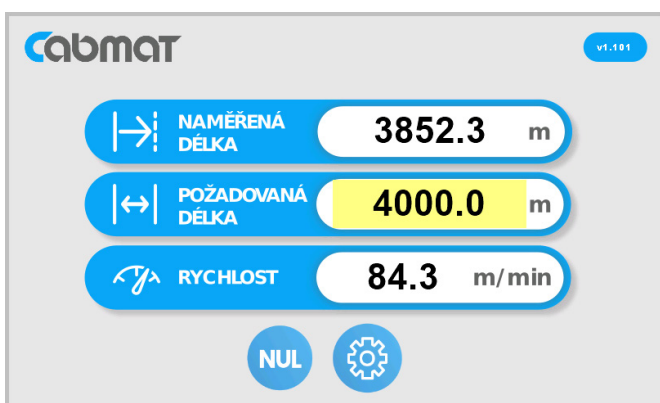 Cabmat
v1.101
NAMĚŘENÁ
DÉLKA
3852.3 m
POŽADOVANÁ
DÉLKA
4000.0 m
RYCHLOST
84.3 m/min
NUL